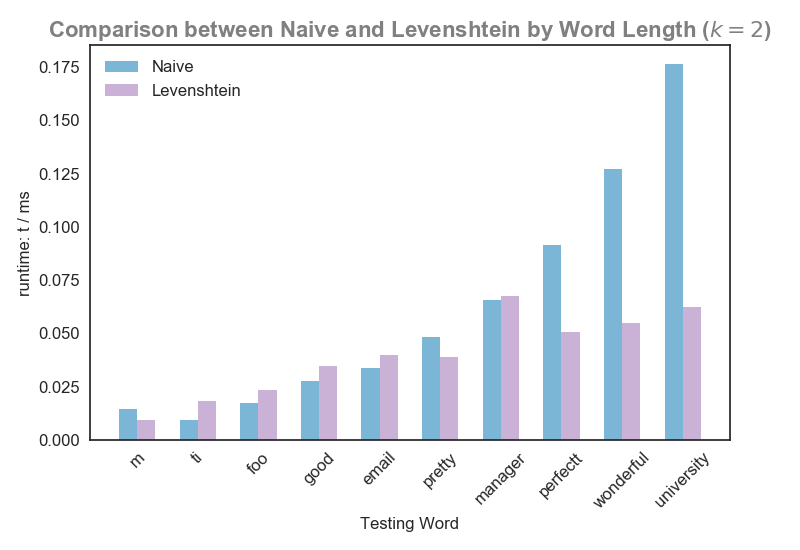 Comparison between Naive and Levenshtein by Word Length (k = 2)
Naive
Levenshtein
0.175
0.150
0.125
0.100
0.075
0.050
0.025
0.000
runtime: t / ms
m
ti
foo
good
email
pretty
manager
perfectt
wonderful
university
Testing Word